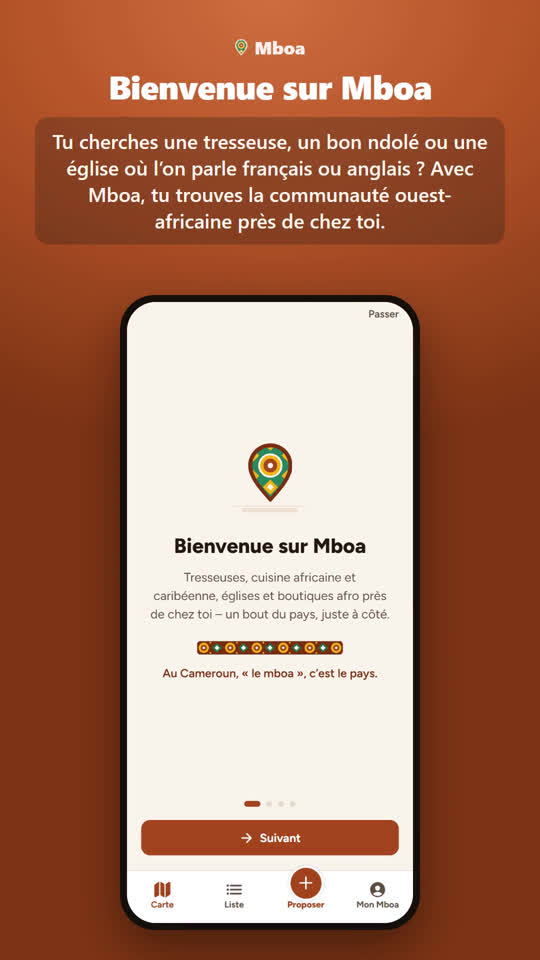 Mboa
Bienvenue sur Mboa
Tu cherches une tresseuse, un bon ndolé ou une
église où l’on parle français ou anglais ? Avec
Mboa, tu trouves la communauté ouest-
africaine près de chez toi.
Passer
Bienvenue sur Mboa
Tresseuses, cuisine africaine et
caribéenne, églises et boutiques afro près
de chez toi – un bout du pays, juste à côté.
Au Cameroun, « le mboa », c’est le pays.
Suivant
Carte
Liste
Proposer
Mon Mboa